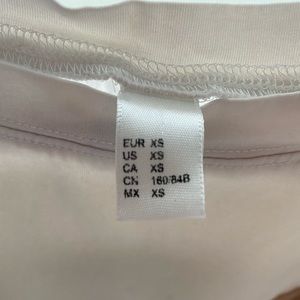 EUR XS
US XS
CA XS
CN 160/84B
MX XS